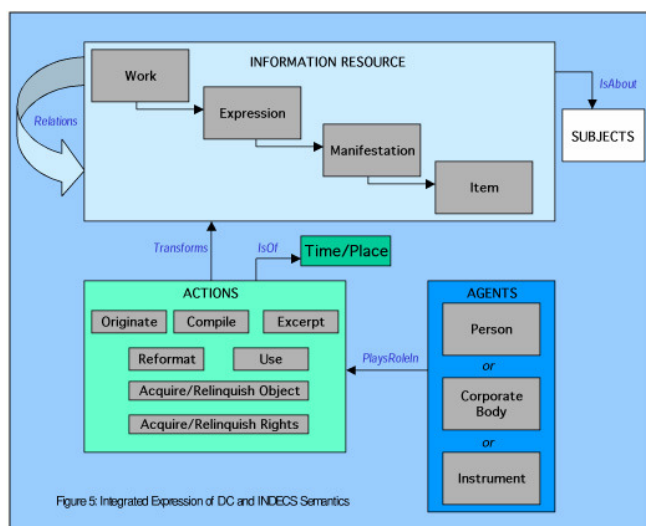 INFORMATION RESOURCE
Work
Expression
Manifestation
Item
Relations
IsAbout
SUBJECTS
Transforms
IsOf
Time/Place
ACTIONS
Originate
Compile
Excerpt
Reformat
Use
Acquire/Relinquish Object
Acquire/Relinquish Rights
PlaysRoleIn
AGENTS
Person
or
Corporate
Body
or
Instrument
Figure 5: Integrated Expression of DC and INDECS Semantics